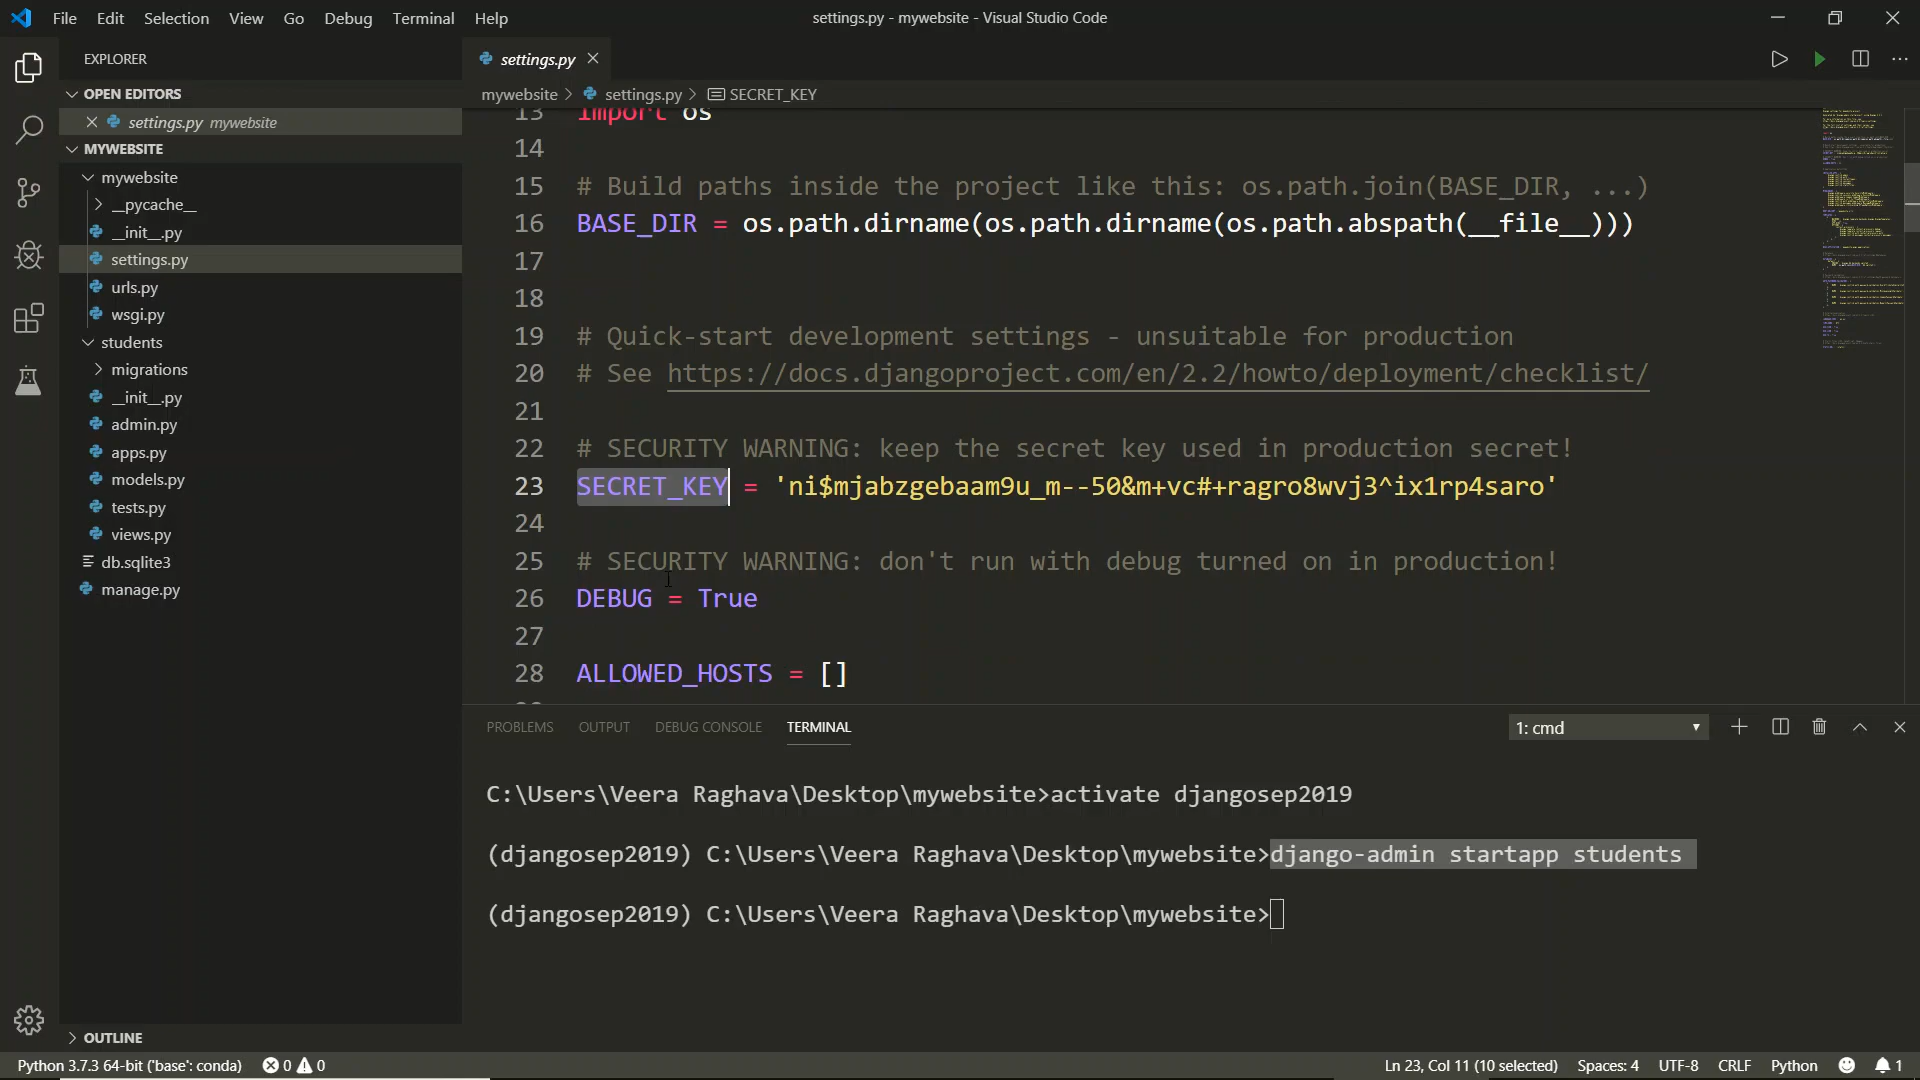 File Edit Selection View Go Debug Terminal Help
settings.py - mywebsite - Visual Studio Code
EXPLORER
OPEN EDITORS
settings.py mywebsite
MYWEBSITE
mywebsite
__pycache__
__init__.py
settings.py
urls.py
wsgi.py
students
migrations
__init__.py
admin.py
apps.py
models.py
tests.py
views.py
db.sqlite3
manage.py
OUTLINE
settings.py
mywebsite > settings.py > SECRET_KEY
13 import os
14
15 # Build paths inside the project like this: os.path.join(BASE_DIR, ...)
16 BASE_DIR = os.path.dirname(os.path.dirname(os.path.abspath(__file__)))
17
18
19 # Quick-start development settings - unsuitable for production
20 # See https://docs.djangoproject.com/en/2.2/howto/deployment/checklist/
21
22 # SECURITY WARNING: keep the secret key used in production secret!
23 SECRET_KEY = 'ni$mjabzgebaam9u_m--50&m+vc#+ragro8wvj3^ix1rp4saro'
24
25 # SECURITY WARNING: don't run with debug turned on in production!
26 DEBUG = True
27
28 ALLOWED_HOSTS = []
PROBLEMS OUTPUT DEBUG CONSOLE TERMINAL
1: cmd
C:\Users\Veera Raghava\Desktop\mywebsite>activate djangosep2019
(djangosep2019) C:\Users\Veera Raghava\Desktop\mywebsite>django-admin startapp students
(djangosep2019) C:\Users\Veera Raghava\Desktop\mywebsite>
Python 3.7.3 64-bit ('base': conda) 0 0
Ln 23, Col 11 (10 selected) Spaces: 4 UTF-8 CRLF Python 1